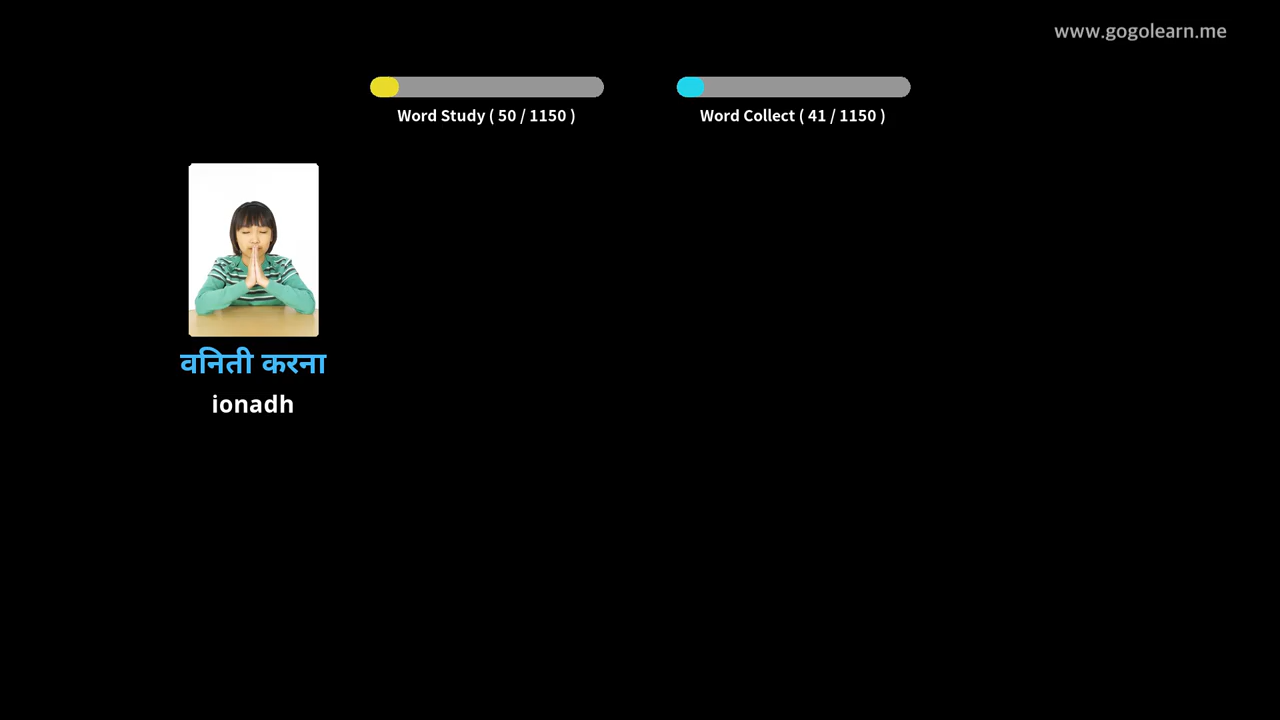 www.gogolearn.me
Word Study ( 50 / 1150 )
Word Collect ( 41 / 1150 )
वनिती करना
ionadh